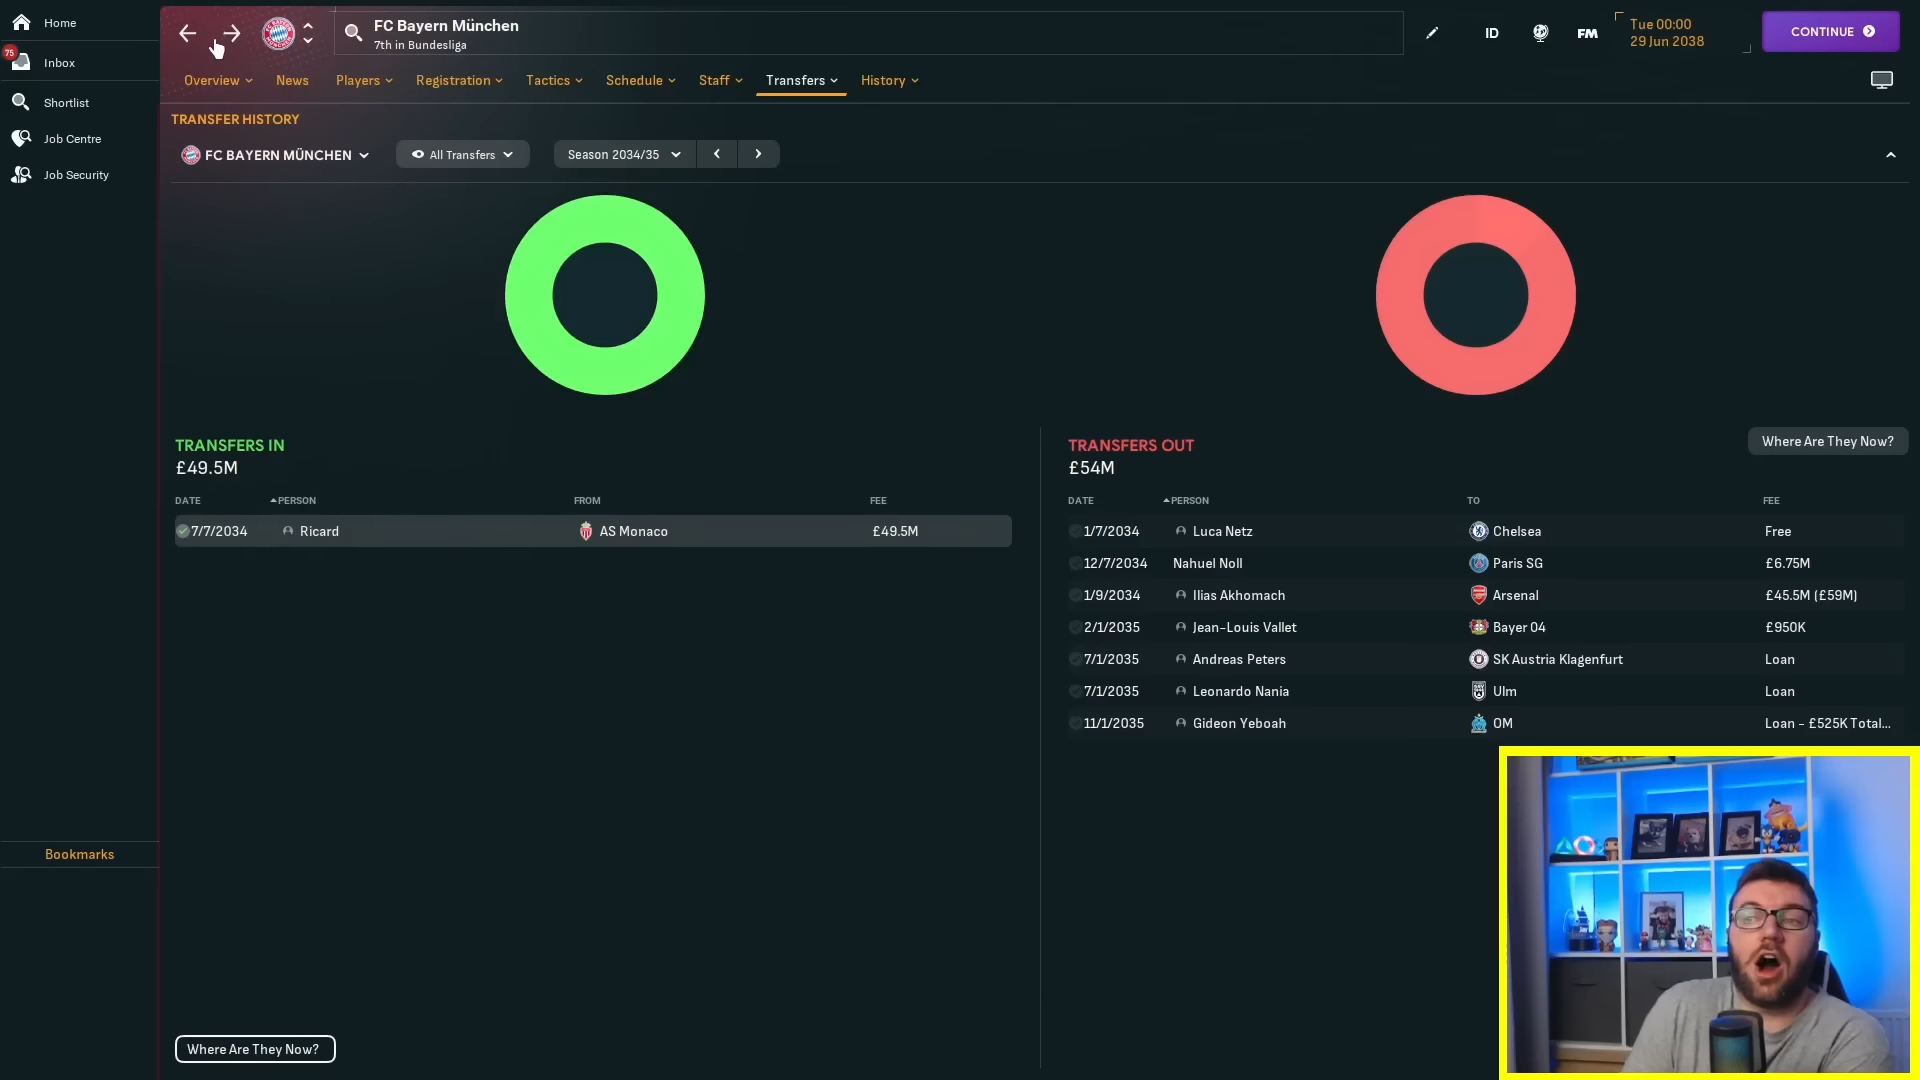 Home
75
Inbox
Shortlist
Job Centre
Job Security
Bookmarks
FC Bayern München
7th in Bundesliga
ID
FM
Tue 00:00
29 Jun 2038
CONTINUE
Overview
News
Players
Registration
Tactics
Schedule
Staff
Transfers
History
TRANSFER HISTORY
FC BAYERN MÜNCHEN
All Transfers
Season 2034/35
TRANSFERS IN
£49.5M
DATE PERSON FROM FEE
7/7/2034 Ricard AS Monaco £49.5M
Where Are They Now?
TRANSFERS OUT
£54M
Where Are They Now?
DATE PERSON TO FEE
1/7/2034 Luca Netz Chelsea Free
12/7/2034 Nahuel Noll Paris SG £6.75M
1/9/2034 Ilias Akhomach Arsenal £45.5M (£59M)
2/1/2035 Jean-Louis Vallet Bayer 04 £950K
7/1/2035 Andreas Peters SK Austria Klagenfurt Loan
7/1/2035 Leonardo Nania Ulm Loan
11/1/2035 Gideon Yeboah OM Loan - £525K Total...